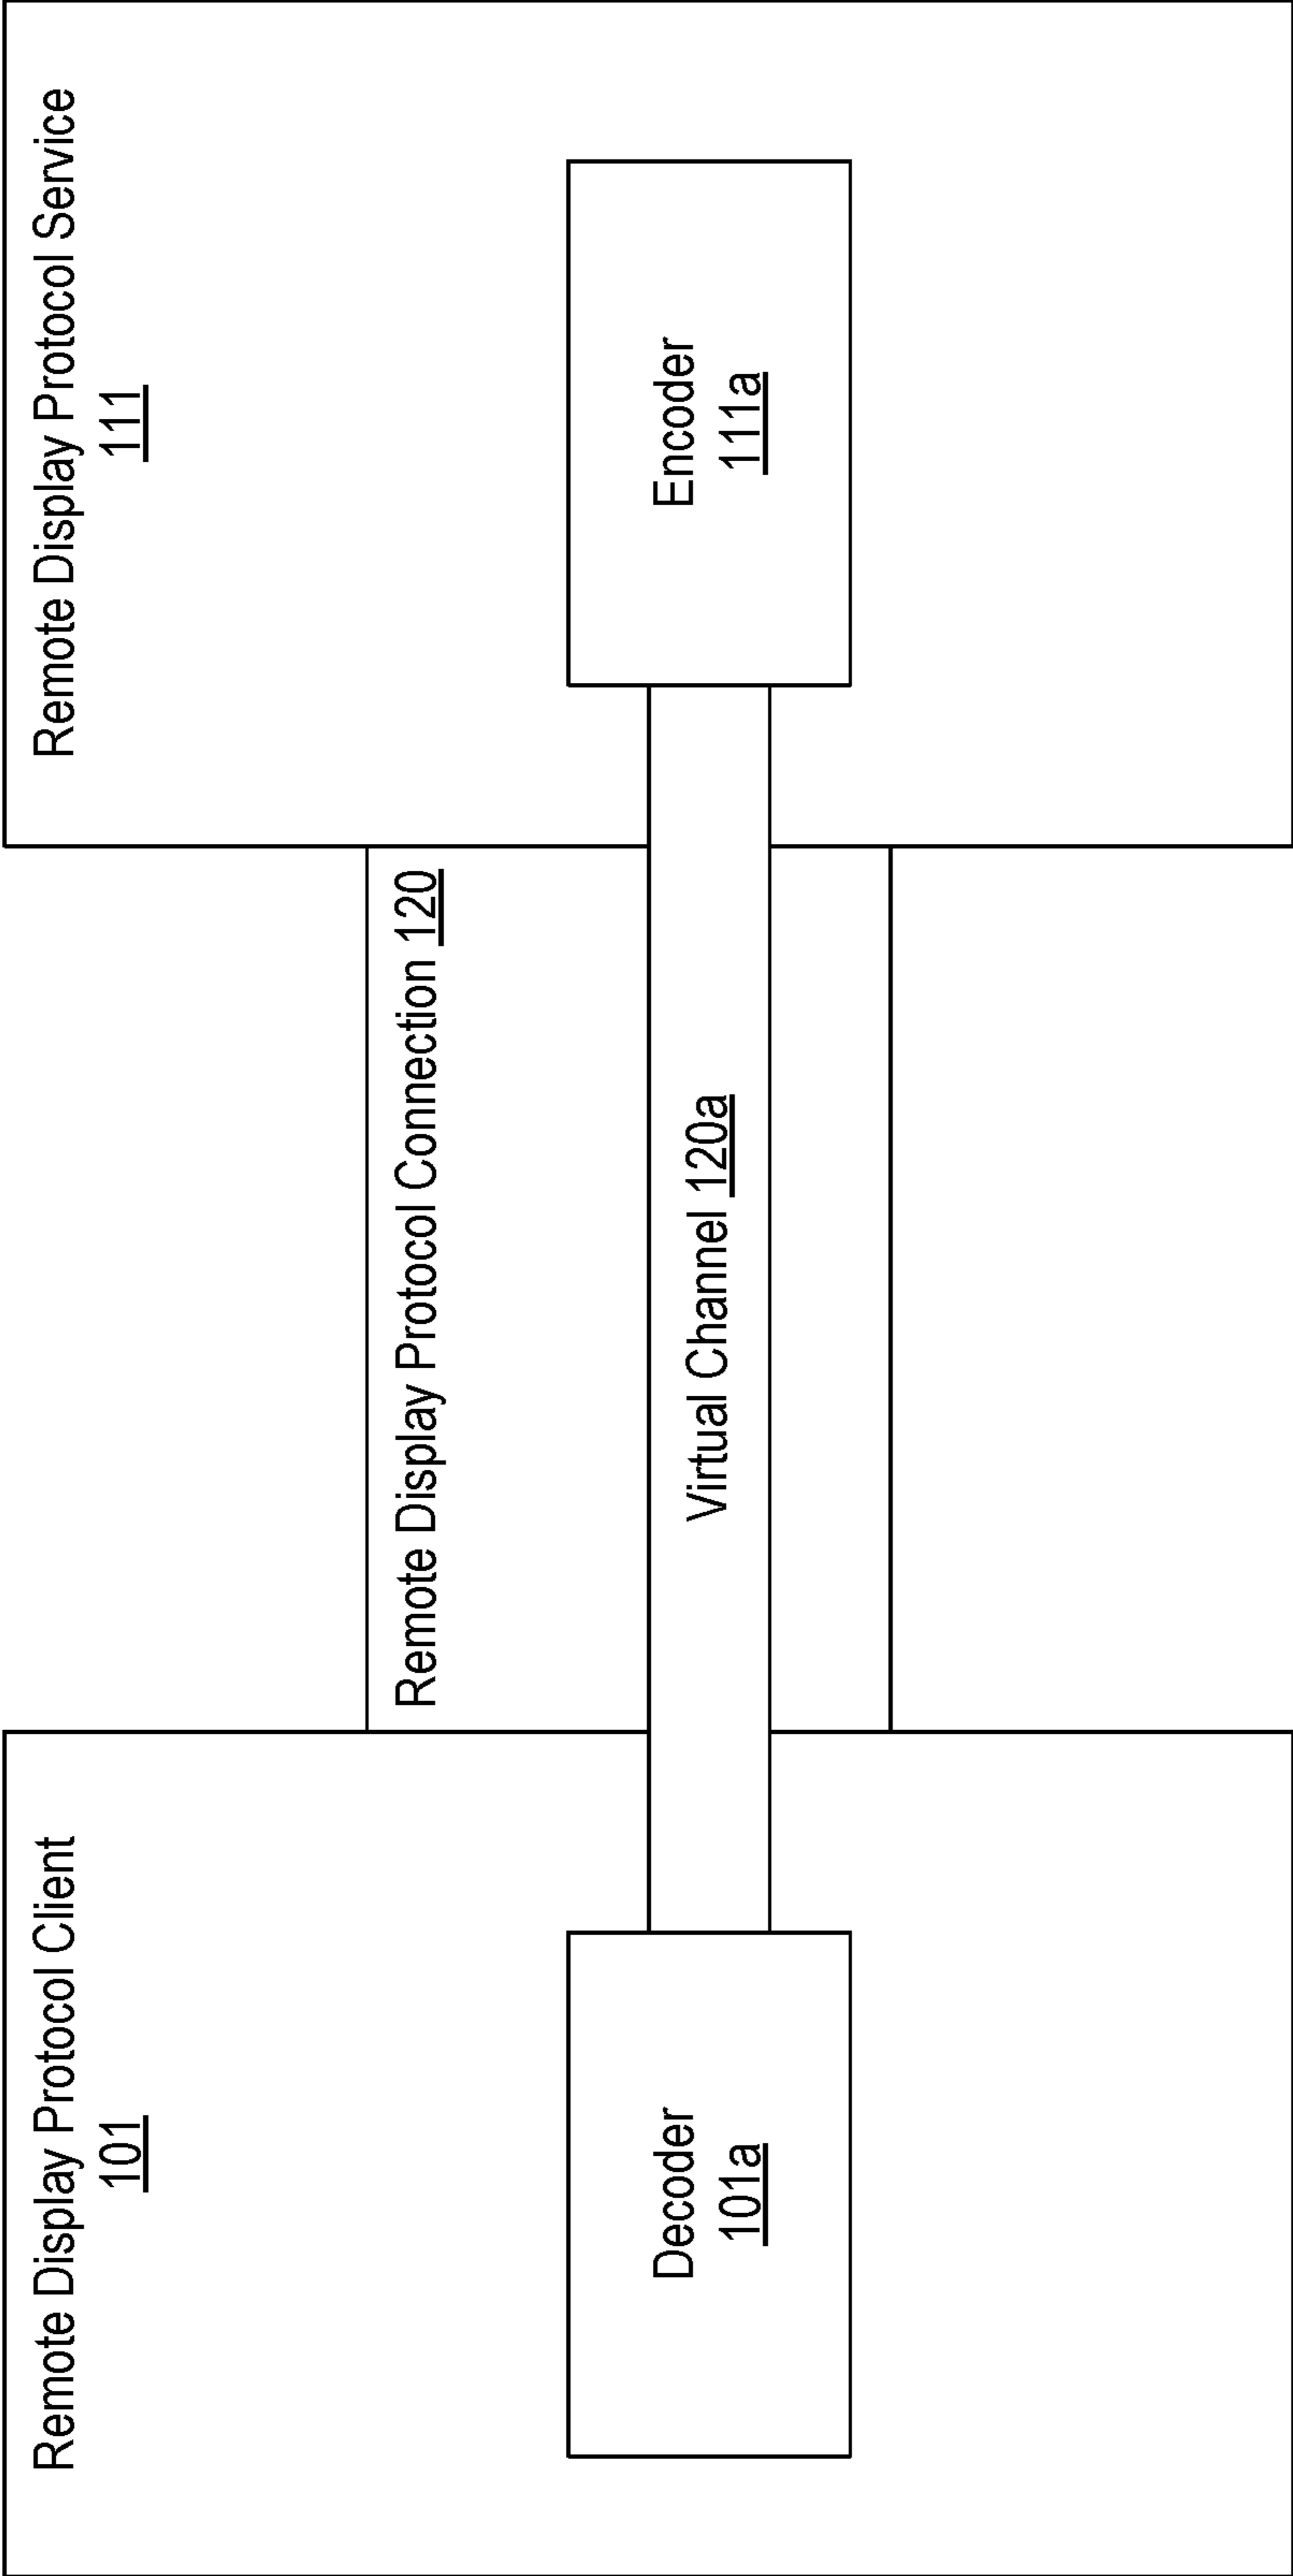 Remote Display Protocol Client
101
Decoder
101a
Remote Display Protocol Connection 120
Virtual Channel 120a
Remote Display Protocol Service
111
Encoder
111a